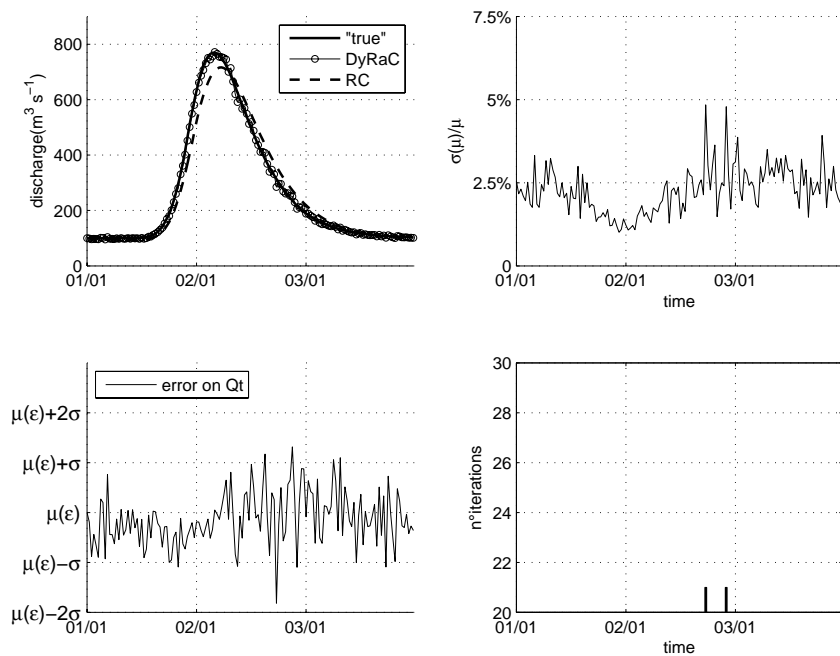 800
600
400
200
0
discharge(m³ s⁻¹)
"true"
DyRaC
RC
01/01
02/01
03/01
7.5%
5%
2.5%
0
σ(μ)/μ
01/01
02/01
03/01
time
error on Qt
μ(ε)+2σ
μ(ε)+σ
μ(ε)
μ(ε)−σ
μ(ε)−2σ
01/01
02/01
03/01
30
28
26
24
22
20
n°iterations
01/01
02/01
03/01
time